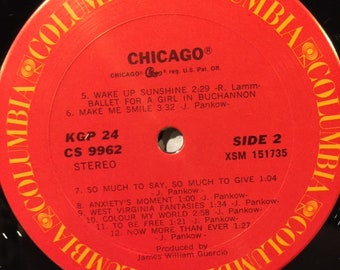 COLUMBIA COLUMBIA COLUMBIA
CHICAGO®
CHICAGO® reg. U.S. Pat. Off.
5. WAKE UP SUNSHINE 2:29 -R. Lamm-
BALLET FOR A GIRL IN BUCHANNON
6. MAKE ME SMILE 3:32 -J. Pankow-
KGP 24
CS 9962
STEREO
SIDE 2
XSM 151735
7. SO MUCH TO SAY, SO MUCH TO GIVE 1:04
-J. Pankow-
8. ANXIETY'S MOMENT 1:00 -J. Pankow-
9. WEST VIRGINIA FANTASIES 1:34 -J. Pankow-
10. COLOUR MY WORLD 2:58 -J. Pankow-
11. TO BE FREE 1:21 -J. Pankow-
12. NOW MORE THAN EVER 1:27
-J. Pankow-
Produced by
James William Guercio